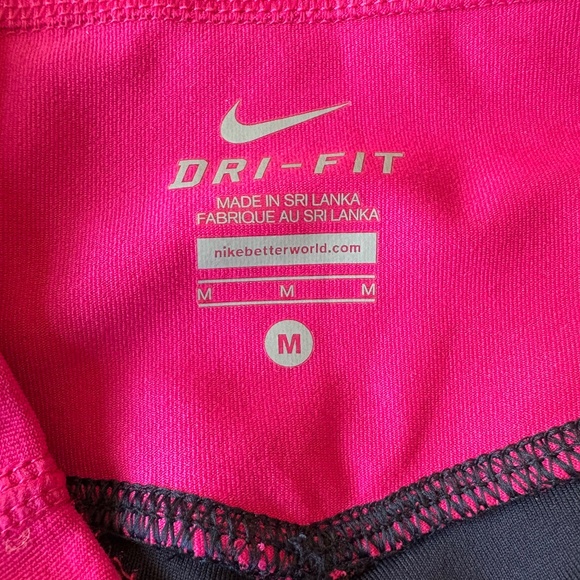 DRI-FIT
MADE IN SRI LANKA
FABRIQUE AU SRI LANKA
nikebetterworld.com
M M M
M